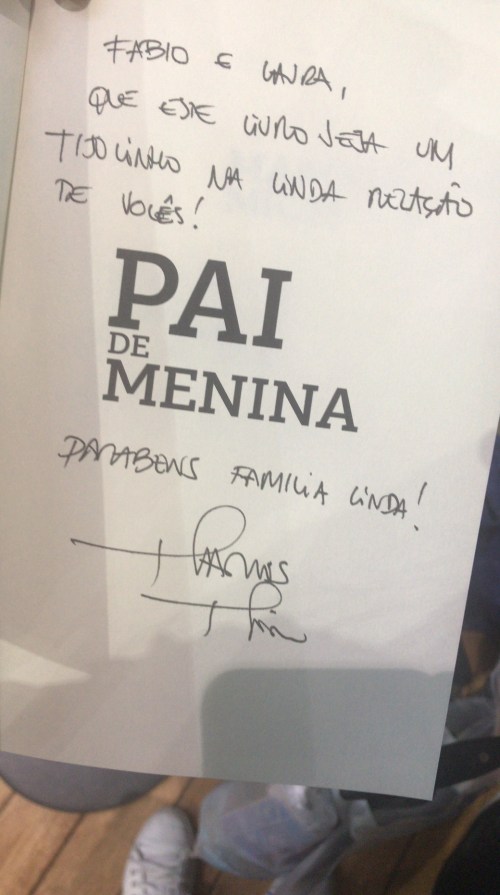 FABIO E LAURA,
QUE ESTE LIVRO SEJA UM
TIJOLINHO NA LINDA RELAÇÃO
DE VOCÊS!
PAI
DE
MENINA
PARABENS FAMILIA LINDA!